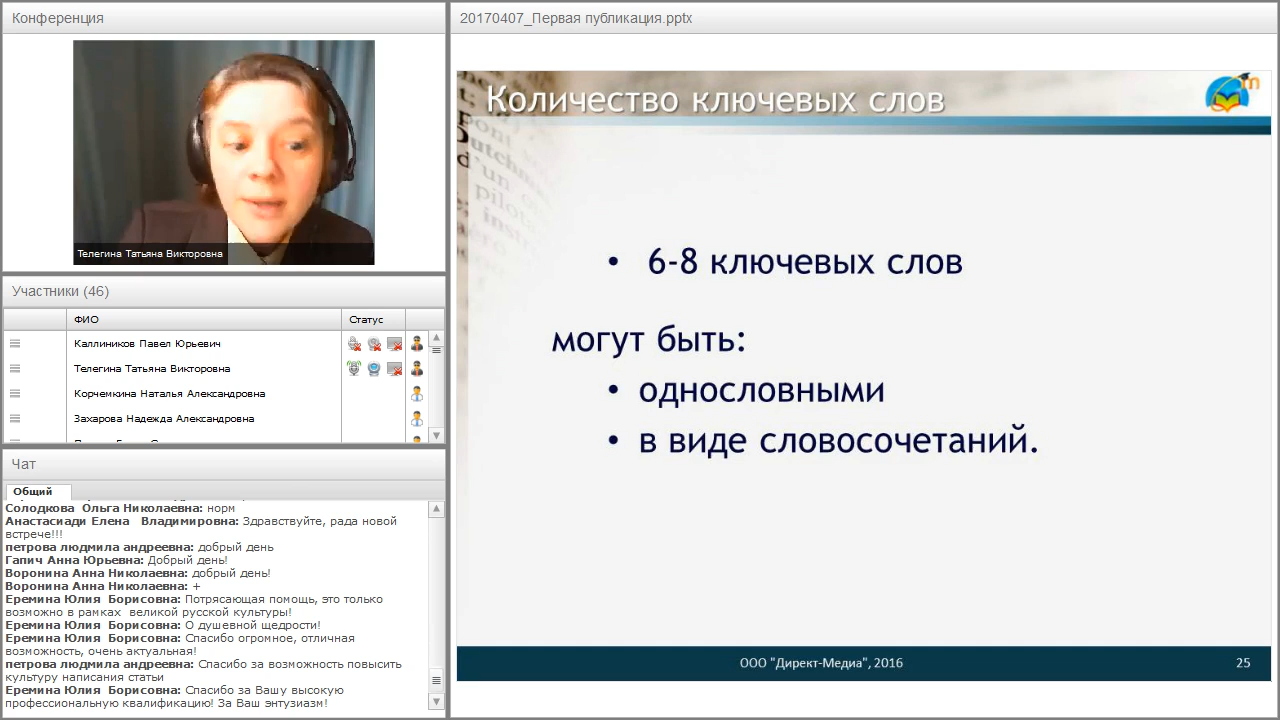 Конференция
Телегина Татьяна Викторовна
Участники (46)
ФИО Статус
Каллиников Павел Юрьевич
Телегина Татьяна Викторовна
Корчемкина Наталья Александровна
Захарова Надежда Александровна
Чат
Общий
Солодкова Ольга Николаевна: норм
Анастасиади Елена Владимировна: Здравствуйте, рада новой
встрече!!!
петрова людмила андреевна: добрый день
Гапич Анна Юрьевна: Добрый день!
Воронина Анна Николаевна: добрый день!
Воронина Анна Николаевна: +
Еремина Юлия Борисовна: Потрясающая помощь, это только
возможно в рамках великой русской культуры!
Еремина Юлия Борисовна: О душевной щедрости!
Еремина Юлия Борисовна: Спасибо огромное, отличная
возможность, очень актуальная!
петрова людмила андреевна: Спасибо за возможность повысить
культуру написания статьи
Еремина Юлия Борисовна: Спасибо за Вашу высокую
профессиональную квалификацию! За Ваш энтузиазм!
20170407_Первая публикация.pptx
Количество ключевых слов
• 6-8 ключевых слов
могут быть:
• однословными
• в виде словосочетаний.
ООО "Директ-Медиа", 2016
25